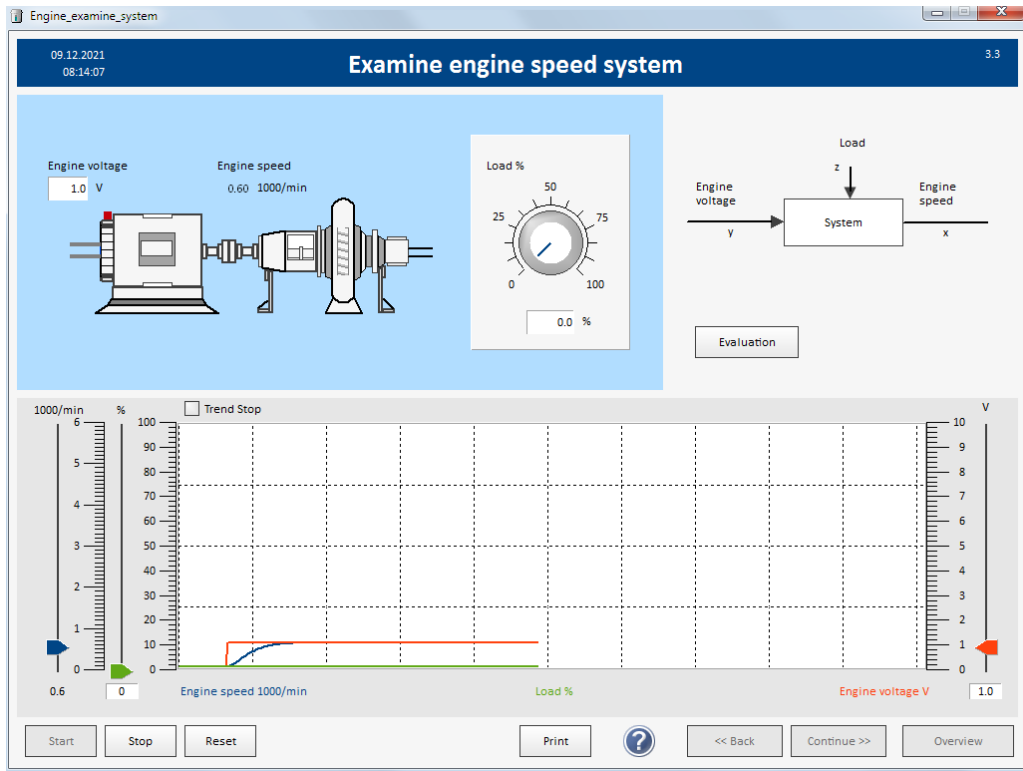 Engine_examine_system
09.12.2021
08:14:07
Examine engine speed system
3.3
Engine voltage
1.0 V
Engine speed
0.60 1000/min
Load %
50
25
75
0
100
0.0 %
Load
z
Engine
voltage
y
System
Engine
speed
x
Evaluation
1000/min
%
Trend Stop
V
6
5
4
3
2
1
0
100
90
80
70
60
50
40
30
20
10
0
10
9
8
7
6
5
4
3
2
1
0
0.6
0
Engine speed 1000/min
Load %
Engine voltage V
1.0
Start
Stop
Reset
Print
?
<< Back
Continue >>
Overview